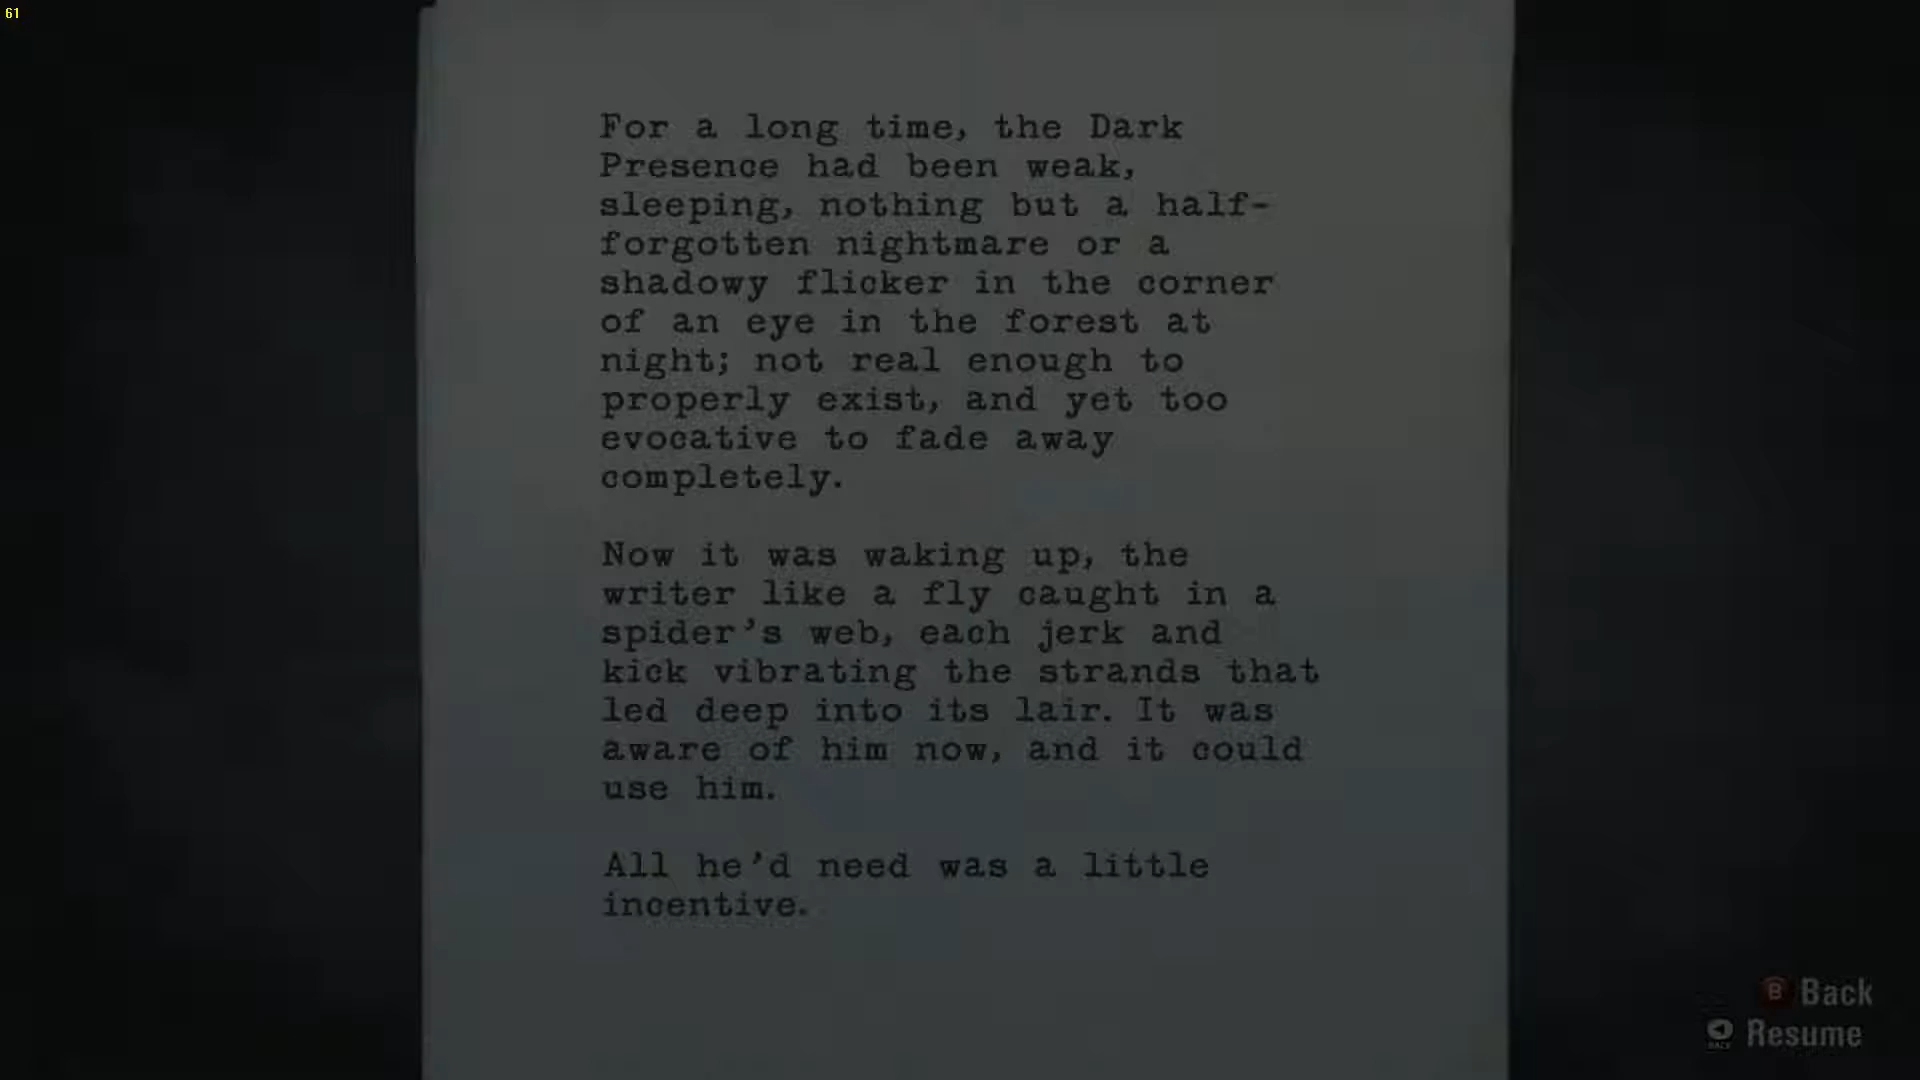 61
For a long time, the Dark
Presence had been weak,
sleeping, nothing but a half-
forgotten nightmare or a
shadowy flicker in the corner
of an eye in the forest at
night; not real enough to
properly exist, and yet too
evocative to fade away
completely.
Now it was waking up, the
writer like a fly caught in a
spider's web, each jerk and
kick vibrating the strands that
led deep into its lair. It was
aware of him now, and it could
use him.
All he'd need was a little
incentive.
B Back
BACK Resume